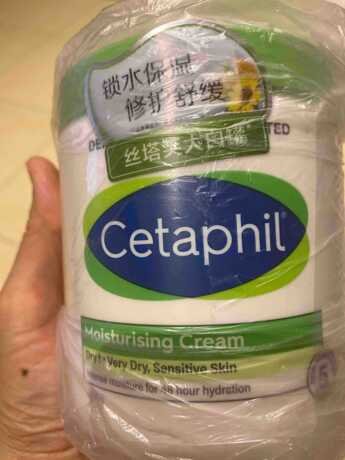 锁水保湿
修护舒缓
丝塔芙大白罐
Cetaphil
Moisturising Cream
Dry to Very Dry, Sensitive Skin
moisture for 48 hour hydration
5